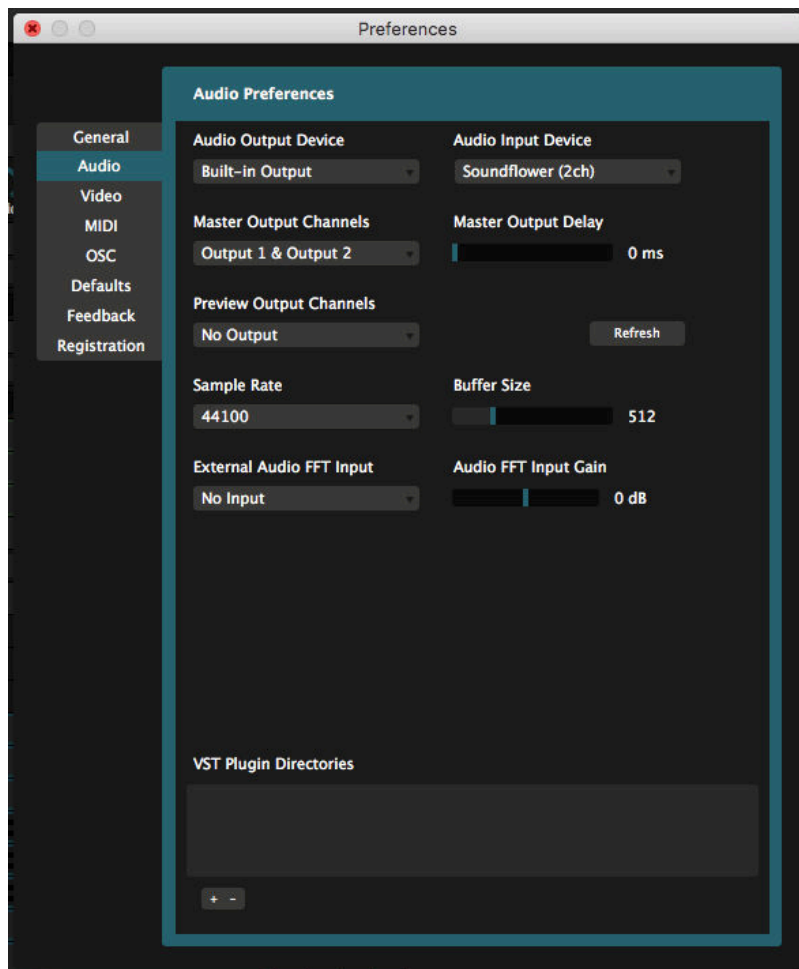 Preferences
Audio Preferences
General
Audio
Video
MIDI
OSC
Defaults
Feedback
Registration
Audio Output Device
Audio Input Device
Built-in Output
Soundflower (2ch)
Master Output Channels
Master Output Delay
Output 1 & Output 2
0 ms
Preview Output Channels
No Output
Refresh
Sample Rate
Buffer Size
44100
512
External Audio FFT Input
Audio FFT Input Gain
No Input
0 dB
VST Plugin Directories
+ -